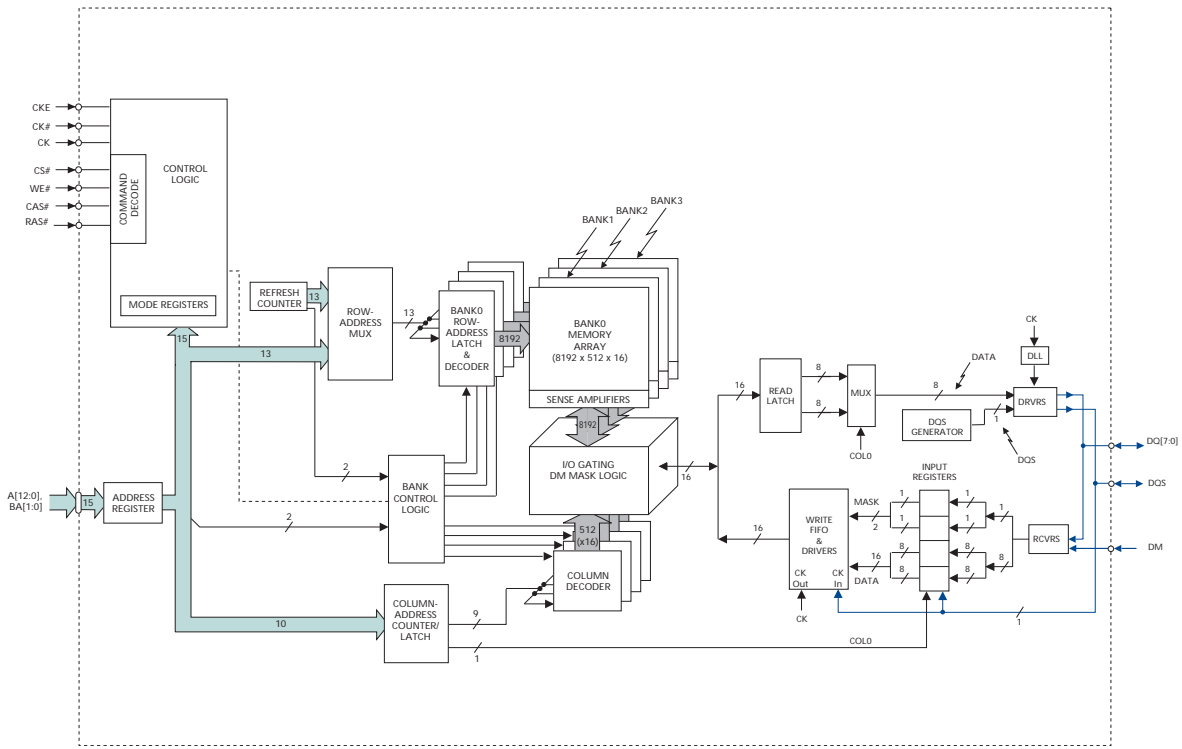 CKE
CK#
CK
CS#
WE#
CAS#
RAS#
COMMAND
DECODE
CONTROL
LOGIC
MODE REGISTERS
15
REFRESH
COUNTER
13
13
ROW-
ADDRESS
MUX
13
BANK0
ROW-
ADDRESS
LATCH
&
DECODER
8192
BANK1
BANK2
BANK3
BANK0
MEMORY
ARRAY
(8192 x 512 x 16)
SENSE AMPLIFIERS
8192
I/O GATING
DM MASK LOGIC
16
A[12:0],
BA[1:0]
15
ADDRESS
REGISTER
2
2
BANK
CONTROL
LOGIC
512
(x16)
COLUMN
DECODER
10
COLUMN-
ADDRESS
COUNTER/
LATCH
9
1
COL0
16
READ
LATCH
8
8
MUX
COL0
8
DATA
CK
DLL
DRVRS
DQS
GENERATOR
1
DQS
DQ[7:0]
DQS
DM
RCVRS
INPUT
REGISTERS
16
WRITE
FIFO
&
DRIVERS
CK
Out
CK
In
CK
MASK
2
16
DATA
1
1
8
8
1
1
8
8
1
8
1